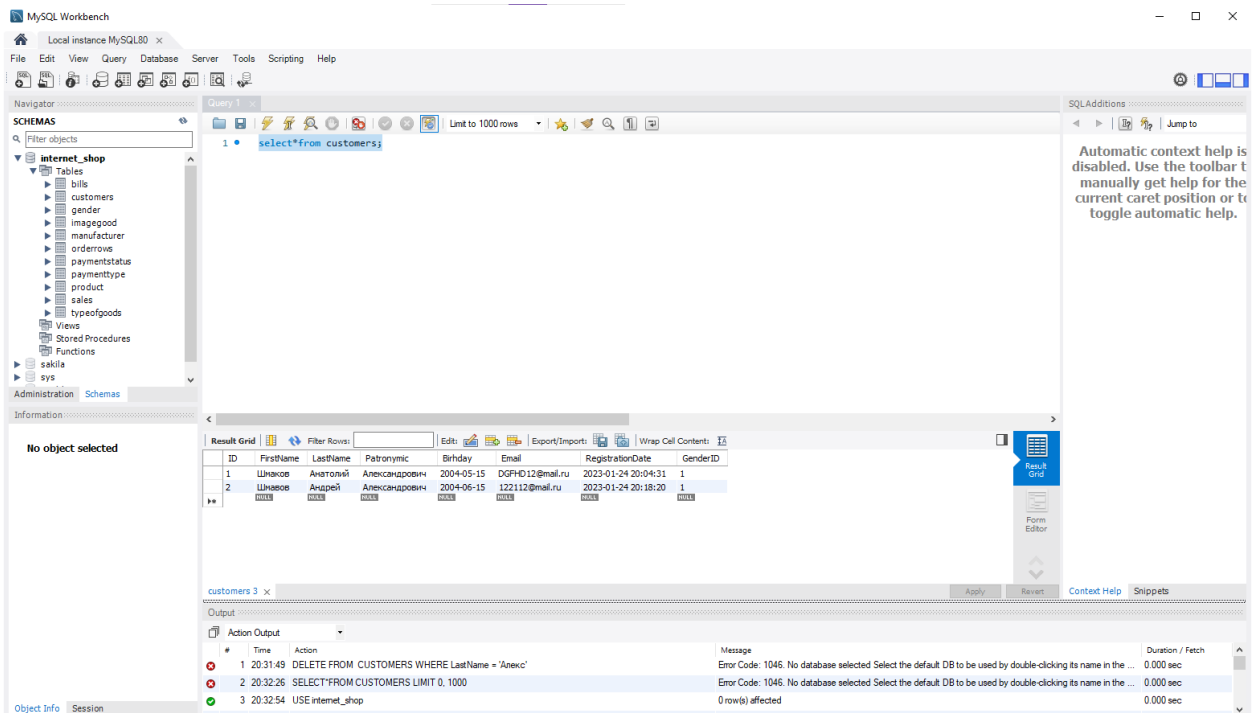 MySQL Workbench
Local instance MySQL80
File Edit View Query Database Server Tools Scripting Help
Navigator
SCHEMAS
Filter objects
internet_shop
Tables
bills
customers
gender
imagegood
manufacturer
orderrows
paymentstatus
paymenttype
product
sales
typeofgoods
Views
Stored Procedures
Functions
sakila
sys
Administration Schemas
Information
No object selected
Object Info Session
Query 1
Limit to 1000 rows
1 select*from customers;
SQLAdditions
Jump to
Automatic context help is
disabled. Use the toolbar t
manually get help for the
current caret position or to
toggle automatic help.
Result Grid Filter Rows: Edit: Export/Import: Wrap Cell Content:
ID FirstName LastName Patronymic Birhday Email RegistrationDate GenderID
1 Шмаков Анатолий Александрович 2004-05-15 DGFHD12@mail.ru 2023-01-24 20:04:31 1
2 Шмавов Андрей Александрович 2004-06-15 122112@mail.ru 2023-01-24 20:18:20 1
NULL NULL NULL NULL NULL NULL NULL
Result
Grid
Form
Editor
customers 3 Apply Revert
Context Help Snippets
Output
Action Output
# Time Action Message Duration / Fetch
1 20:31:49 DELETE FROM CUSTOMERS WHERE LastName = 'Алекс' Error Code: 1046. No database selected Select the default DB to be used by double-clicking its name in the ... 0.000 sec
2 20:32:26 SELECT*FROM CUSTOMERS LIMIT 0, 1000 Error Code: 1046. No database selected Select the default DB to be used by double-clicking its name in the ... 0.000 sec
3 20:32:54 USE internet_shop 0 row(s) affected 0.000 sec